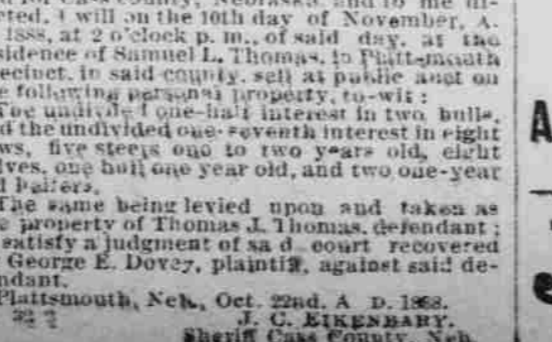 cted, I will on the 10th day of November, A.
1888, at 2 o'clock p. m., of said day, at the
sidence of Samuel L. Thomas, in Plattsmouth
ecinct, in said county, sell at public auct on
e following personal property, to-wit:
The undivide one-half interest in two bulls,
d the undivided one-seventh interest in eight
ws, five steers one to two years old, eight
lves, one bull one year old, and two one-year
d heifers.
The same being levied upon and taken as
e property of Thomas J. Thomas, defendant;
satisfy a judgment of sa d court recovered
George E. Dovey, plaintiff, against said de-
ndant.
Plattsmouth, Neb., Oct. 22nd, A D. 1888.
J. C. EIKENBARY.
Sheriff Cass County, Neb.